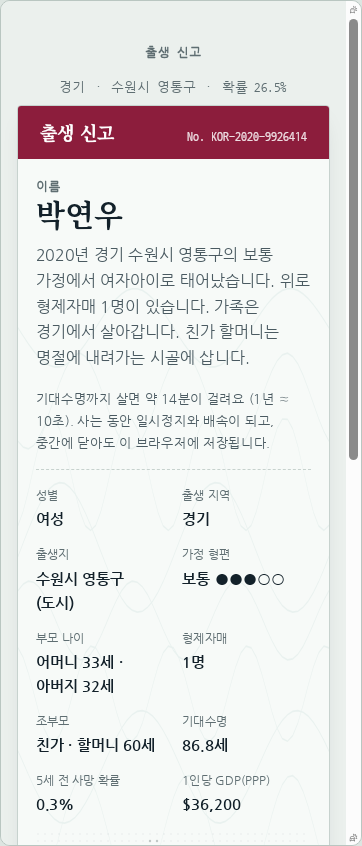 출생 신고
경기 · 수원시 영통구 · 확률 26.5%
출생 신고
No. KOR-2020-9926414
이름
박연우
2020년 경기 수원시 영통구의 보통
가정에서 여자아이로 태어났습니다. 위로
형제자매 1명이 있습니다. 가족은
경기에서 살아갑니다. 친가 할머니는
명절에 내려가는 시골에 삽니다.
기대수명까지 살면 약 14분이 걸려요 (1년 ≈
10초). 사는 동안 일시정지와 배속이 되고,
중간에 닫아도 이 브라우저에 저장됩니다.
성별
여성
출생 지역
경기
출생지
수원시 영통구
(도시)
가정 형편
보통 ●●●○○
부모 나이
어머니 33세 ·
아버지 32세
형제자매
1명
조부모
친가 · 할머니 60세
기대수명
86.8세
5세 전 사망 확률
0.3%
1인당 GDP(PPP)
$36,200